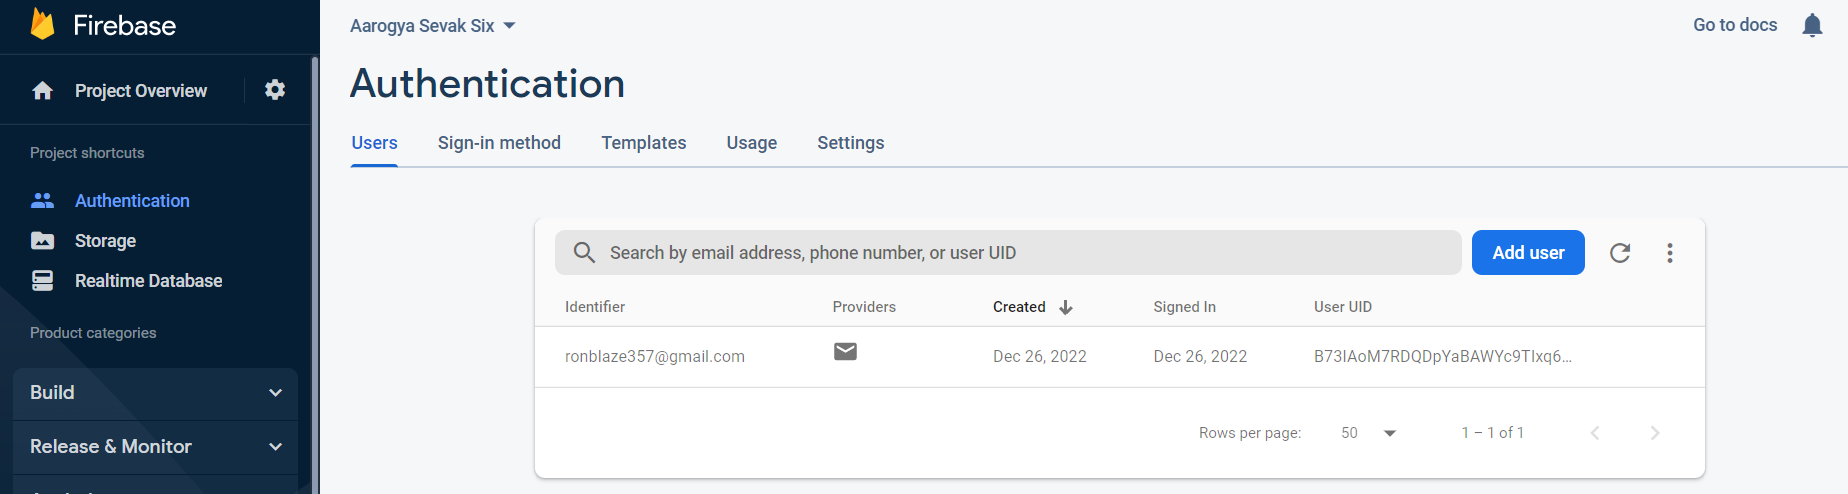 Firebase
Project Overview
Project shortcuts
Authentication
Storage
Realtime Database
Product categories
Build
Release & Monitor
Aarogya Sevak Six
Go to docs
Authentication
Users Sign-in method Templates Usage Settings
Search by email address, phone number, or user UID
Add user
Identifier Providers Created Signed In User UID
ronblaze357@gmail.com Dec 26, 2022 Dec 26, 2022 B73IAoM7RDQDpYaBAWYc9TIxq6...
Rows per page: 50 1 – 1 of 1